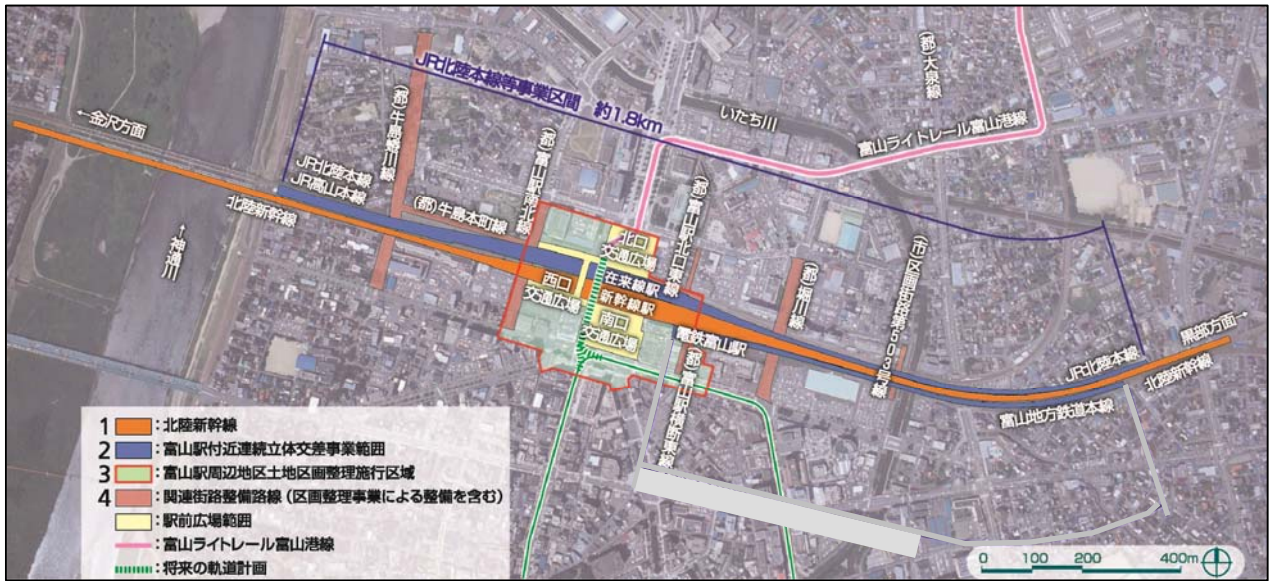 JR北陸本線等事業区間　約1.8km
(都)大泉線
いたち川
富山ライトレール富山港線
←金沢方面
(都)牛島蜷川線
(都)富山駅南北線
JR北陸本線
JR高山本線
(都)牛島本町線
北陸新幹線
←神通川
北口
交通広場
(都)富山駅北口東線
西口
交通広場
在来線駅
新幹線駅
南口
交通広場
電鉄富山駅
(都)堀川線
(市)区画街路第503号線
(都)富山駅横断東線
黒部方面→
JR北陸本線
北陸新幹線
富山地方鉄道本線
1 :北陸新幹線
2 :富山駅付近連続立体交差事業範囲
3 :富山駅周辺地区土地区画整理施行区域
4 :関連街路整備路線(区画整理事業による整備を含む)
:駅前広場範囲
:富山ライトレール富山港線
:将来の軌道計画
0 100 200 400m